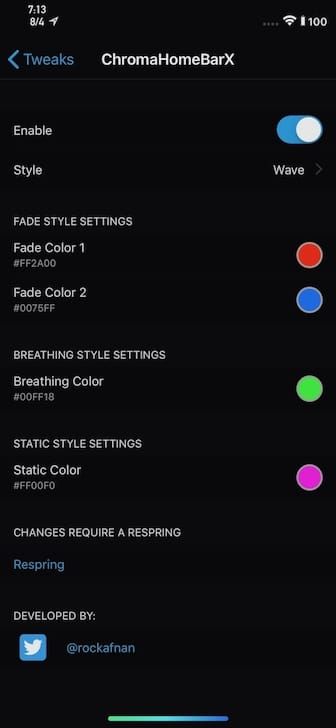 7:13
8/4
100
Tweaks
ChromaHomeBarX
Enable
Style
Wave
FADE STYLE SETTINGS
Fade Color 1
#FF2A00
Fade Color 2
#0075FF
BREATHING STYLE SETTINGS
Breathing Color
#00FF18
STATIC STYLE SETTINGS
Static Color
#FF00F0
CHANGES REQUIRE A RESPRING
Respring
DEVELOPED BY:
@rockafnan